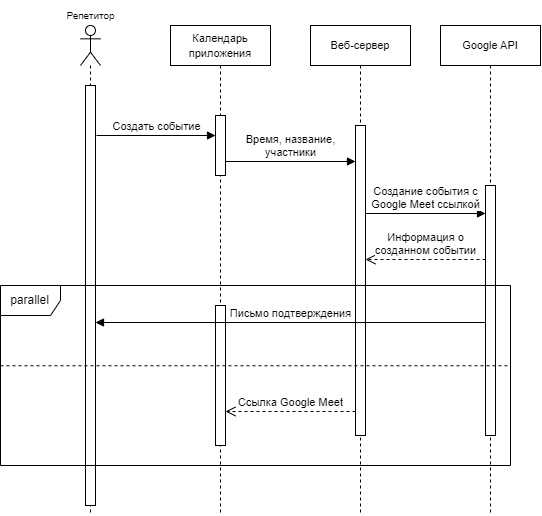 Репетитор
Календарь
приложения
Веб-сервер
Google API
Создать событие
Время, название,
участники
Создание события с
Google Meet ссылкой
Информация о
созданном событии
parallel
Письмо подтверждения
Ссылка Google Meet